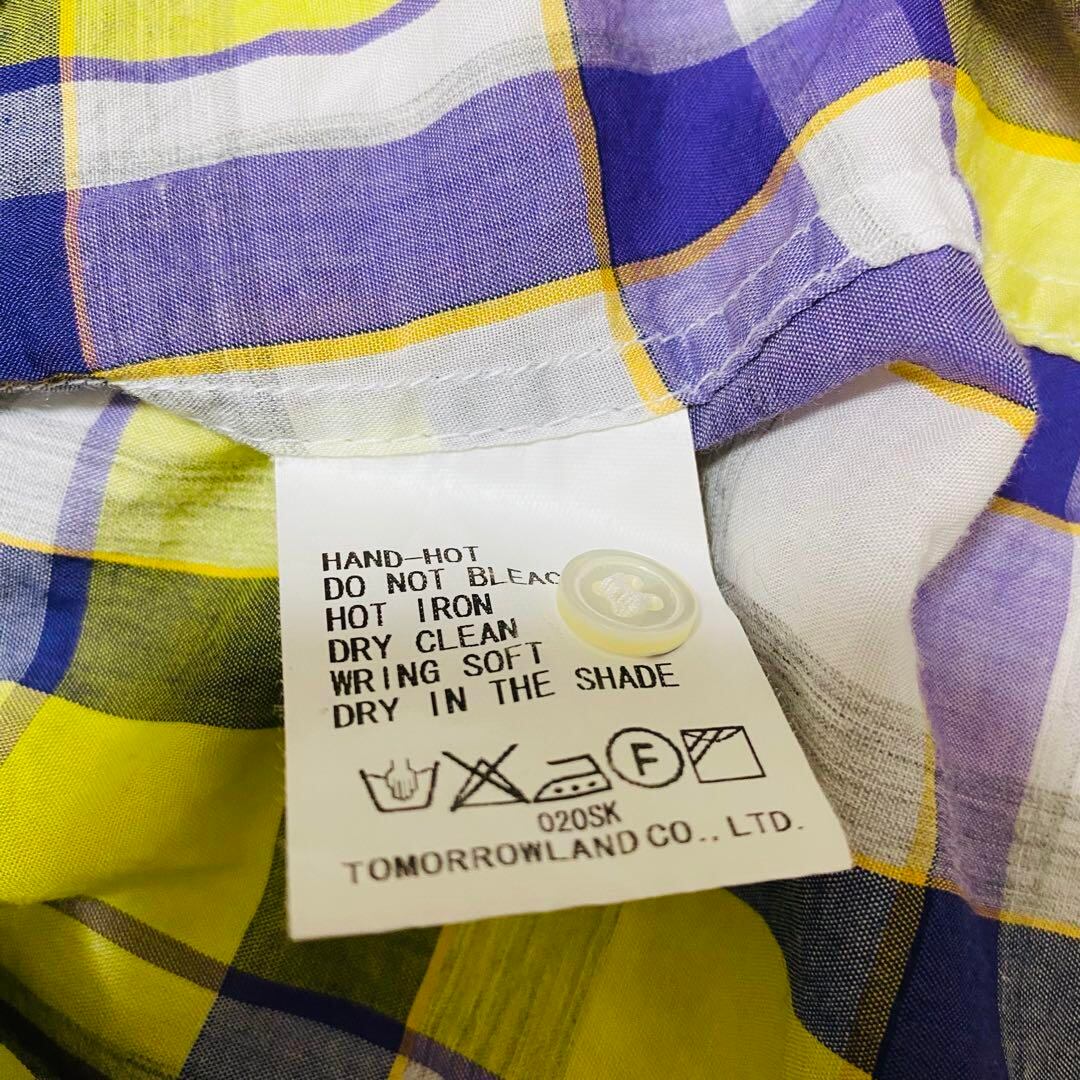 HAND-HOT
DO NOT BLEAC
HOT IRON
DRY CLEAN
WRING SOFT
DRY IN THE SHADE
F
020SK
TOMORROWLAND CO., LTD.